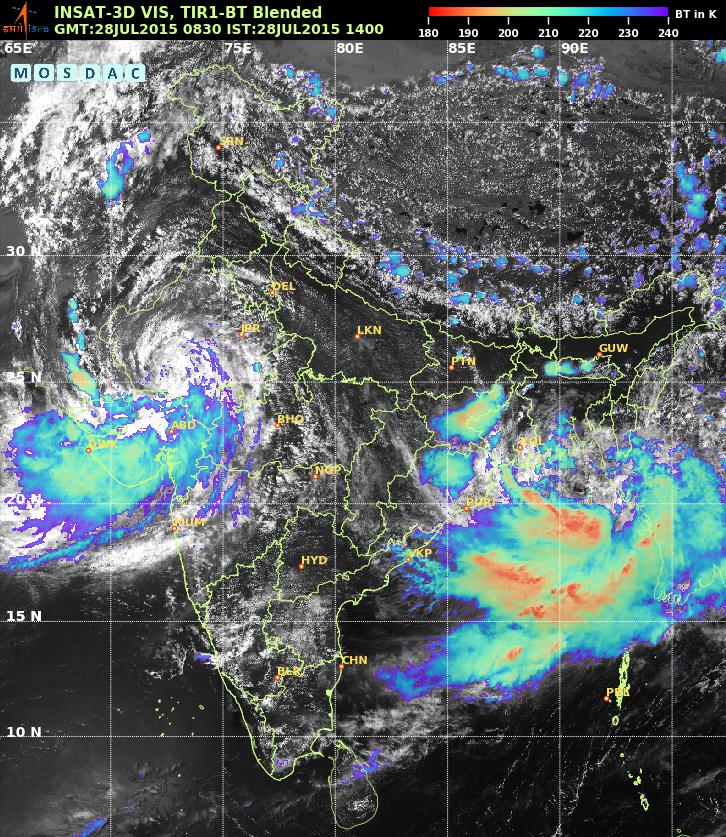 INSAT-3D VIS, TIR1-BT Blended
GMT:28JUL2015 0830 IST:28JUL2015 1400
BT in K
180 190 200 210 220 230 240
65E 75E 80E 85E 90E
M O S D A C
SRN
30 N
DEL
JPR
LKN
GUW
PTN
25 N
ABD
BHO
DWK
KOL
NGP
20 N
PURI
MUM
VKP
HYD
15 N
CHN
BLR
PBL
10 N